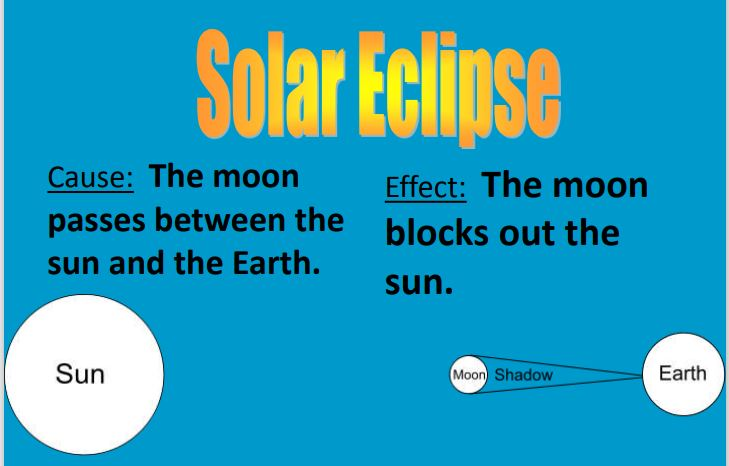 Solar Eclipse
Cause: The moon
passes between the
sun and the Earth.
Effect: The moon
blocks out the
sun.
Sun
Moon Shadow
Earth